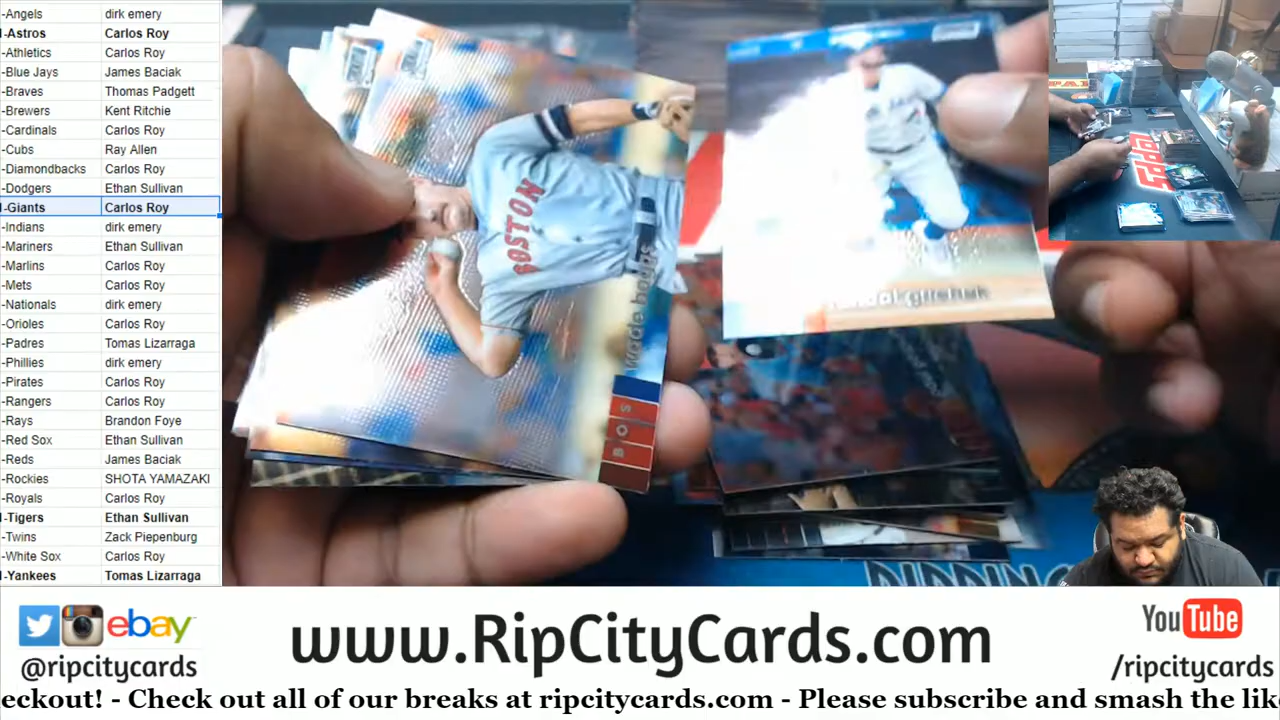 -Angels dirk emery
-Astros Carlos Roy
-Athletics Carlos Roy
-Blue Jays James Baciak
-Braves Thomas Padgett
-Brewers Kent Ritchie
-Cardinals Carlos Roy
-Cubs Ray Allen
-Diamondbacks Carlos Roy
-Dodgers Ethan Sullivan
-Giants Carlos Roy
-Indians dirk emery
-Mariners Ethan Sullivan
-Marlins Carlos Roy
-Mets Carlos Roy
-Nationals dirk emery
-Orioles Carlos Roy
-Padres Tomas Lizarraga
-Phillies dirk emery
-Pirates Carlos Roy
-Rangers Carlos Roy
-Rays Brandon Foye
-Red Sox Ethan Sullivan
-Reds James Baciak
-Rockies SHOTA YAMAZAKI
-Royals Carlos Roy
-Tigers Ethan Sullivan
-Twins Zack Piepenburg
-White Sox Carlos Roy
-Yankees Tomas Lizarraga
BOSTON
wade boggs
BOS
topps
ebay
@ripcitycards
www.RipCityCards.com
YouTube
/ripcitycards
eckout! - Check out all of our breaks at ripcitycards.com - Please subscribe and smash the lik